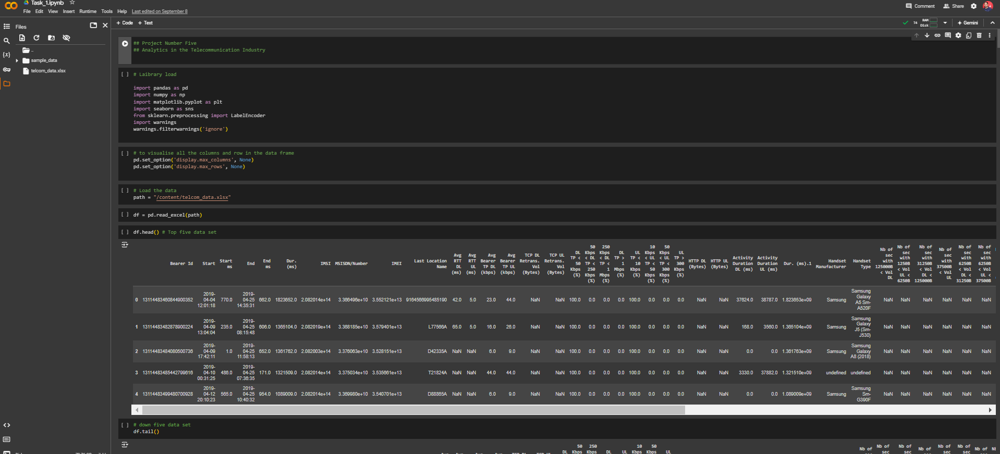 Task_1.ipynb
File Edit View Insert Runtime Tools Help Last edited on September 8
Comment Share
Files
+ Code + Text
T4 RAM Disk Gemini
..
sample_data
telcom_data.xlsx
{x}
## Project Number Five
## Analytics in the Telecommunication Industry
[ ] # Laibrary load
import pandas as pd
import numpy as np
import matplotlib.pyplot as plt
import seaborn as sns
from sklearn.preprocessing import LabelEncoder
import warnings
warnings.filterwarnings('ignore')
[ ] # to visualise all the columns and row in the data frame
pd.set_option('display.max_columns', None)
pd.set_option('display.max_rows', None)
[ ] # Load the data
path = "/content/telcom_data.xlsx"
[ ] df = pd.read_excel(path)
[ ] df.head() # Top five data set
Bearer Id Start Start ms End End ms Dur. (ms) IMSI MSISDN/Number IMEI Last Location Name Avg RTT DL (ms) Avg RTT UL (ms) Avg Bearer TP DL (kbps) Avg Bearer TP UL (kbps) TCP DL Retrans. Vol (Bytes) TCP UL Retrans. Vol (Bytes) DL TP < 50 Kbps (%) 50 Kbps < DL TP < 250 Kbps (%) 250 Kbps < DL TP < 1 Mbps (%) DL TP > 1 Mbps (%) UL TP < 10 Kbps (%) 10 Kbps < UL TP < 50 Kbps (%) 50 Kbps < UL TP < 300 Kbps (%) UL TP > 300 Kbps (%) HTTP DL (Bytes) HTTP UL (Bytes) Activity Duration DL (ms) Activity Duration UL (ms) Dur. (ms).1 Handset Manufacturer Handset Type Nb of sec with 125000B < Vol DL Nb of sec with 1250B < Vol UL < 6250B Nb of sec with 31250B < Vol DL < 125000B Nb of sec with 37500B < Vol UL Nb of sec with 6250B < Vol DL < 31250B Nb of sec with 6250B < Vol UL < 37500B
0 13114483460844900352 2019-04-04 12:01:18 770.0 2019-04-25 14:35:31 662.0 1823652.0 2.082014e+14 3.366496e+10 3.552121e+13 9164566995485190 42.0 5.0 23.0 44.0 NaN NaN 100.0 0.0 0.0 0.0 100.0 0.0 0.0 0.0 NaN NaN 37624.0 38787.0 1.823653e+09 Samsung Samsung Galaxy A5 Sm-A520F NaN NaN NaN NaN NaN NaN
1 13114483482878900224 2019-04-09 13:04:04 235.0 2019-04-25 08:15:48 606.0 1365104.0 2.082019e+14 3.368185e+10 3.579401e+13 L77566A 65.0 5.0 16.0 26.0 NaN NaN 100.0 0.0 0.0 0.0 100.0 0.0 0.0 0.0 NaN NaN 168.0 3560.0 1.365104e+09 Samsung Samsung Galaxy J5 (Sm-J530) NaN NaN NaN NaN NaN NaN
2 13114483484080500736 2019-04-09 17:42:11 1.0 2019-04-25 11:58:13 652.0 1361762.0 2.082003e+14 3.376063e+10 3.528151e+13 D42335A NaN NaN 6.0 9.0 NaN NaN 100.0 0.0 0.0 0.0 100.0 0.0 0.0 0.0 NaN NaN 0.0 0.0 1.361763e+09 Samsung Samsung Galaxy A8 (2018) NaN NaN NaN NaN NaN NaN
3 13114483485442799616 2019-04-10 00:31:25 486.0 2019-04-25 07:36:35 171.0 1321509.0 2.082014e+14 3.375034e+10 3.535661e+13 T21824A NaN NaN 44.0 44.0 NaN NaN 100.0 0.0 0.0 0.0 100.0 0.0 0.0 0.0 NaN NaN 3330.0 37882.0 1.321510e+09 undefined undefined NaN NaN NaN NaN NaN NaN
4 13114483499480700928 2019-04-12 20:10:23 565.0 2019-04-25 10:40:32 954.0 1089009.0 2.082014e+14 3.369980e+10 3.540701e+13 D88865A NaN NaN 6.0 9.0 NaN NaN 100.0 0.0 0.0 0.0 100.0 0.0 0.0 0.0 NaN NaN 0.0 0.0 1.089009e+09 Samsung Samsung Sm-G390F NaN NaN NaN NaN NaN NaN
[ ] # down five data set
df.tail()
50 250 10 50
DL Kbps Kbps DL UL Kbps Kbps UL
Nb of Nb of sec Nb of sec Nb of Nb of sec Nb of sec Nb of